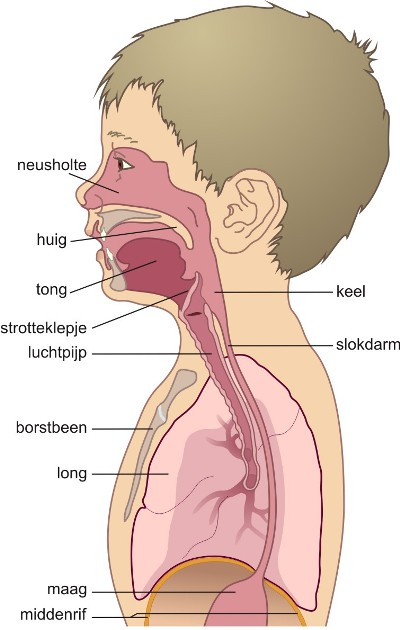 neusholte
huig
tong
strotteklepje
luchtpijp
borstbeen
long
maag
middenrif
keel
slokdarm